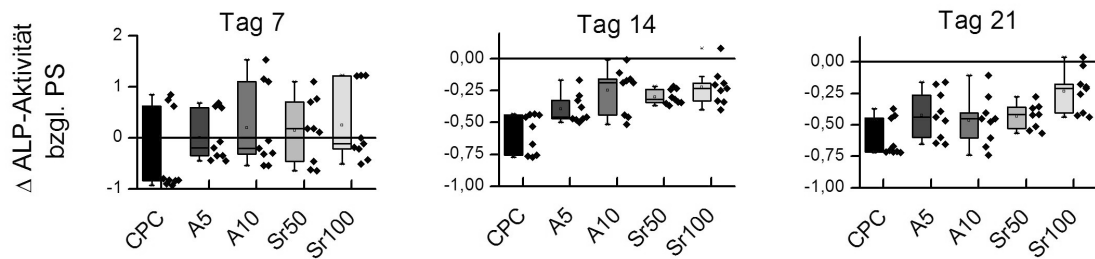 Tag 7
Tag 14
Tag 21
Δ ALP-Aktivität
bzgl. PS
2
1
0
-1
CPC
A5
A10
Sr50
Sr100
0,00
-0,25
-0,50
-0,75
-1,00
CPC
A5
A10
Sr50
Sr100
0,00
-0,25
-0,50
-0,75
-1,00
CPC
A5
A10
Sr50
Sr100